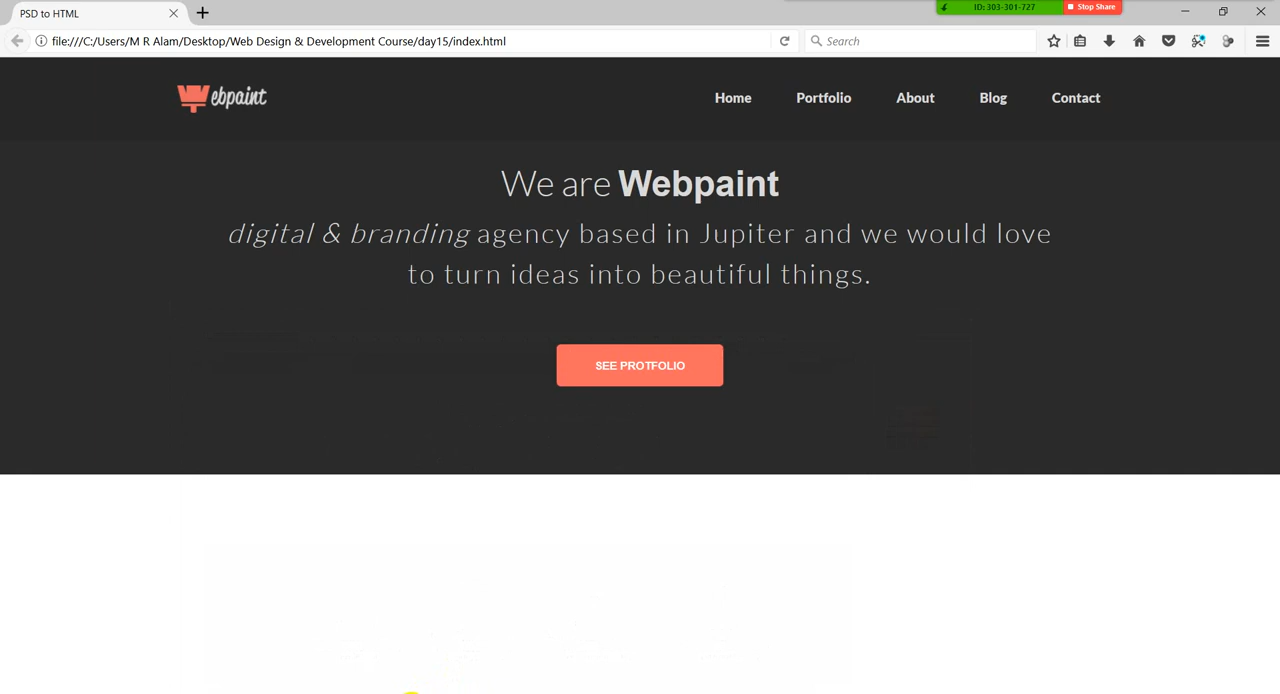 PSD to HTML
ID: 303-301-727 Stop Share
file:///C:/Users/M R Alam/Desktop/Web Design & Development Course/day15/index.html
Search
Webpaint
Home Portfolio About Blog Contact
We are Webpaint
digital & branding agency based in Jupiter and we would love
to turn ideas into beautiful things.
SEE PROTFOLIO